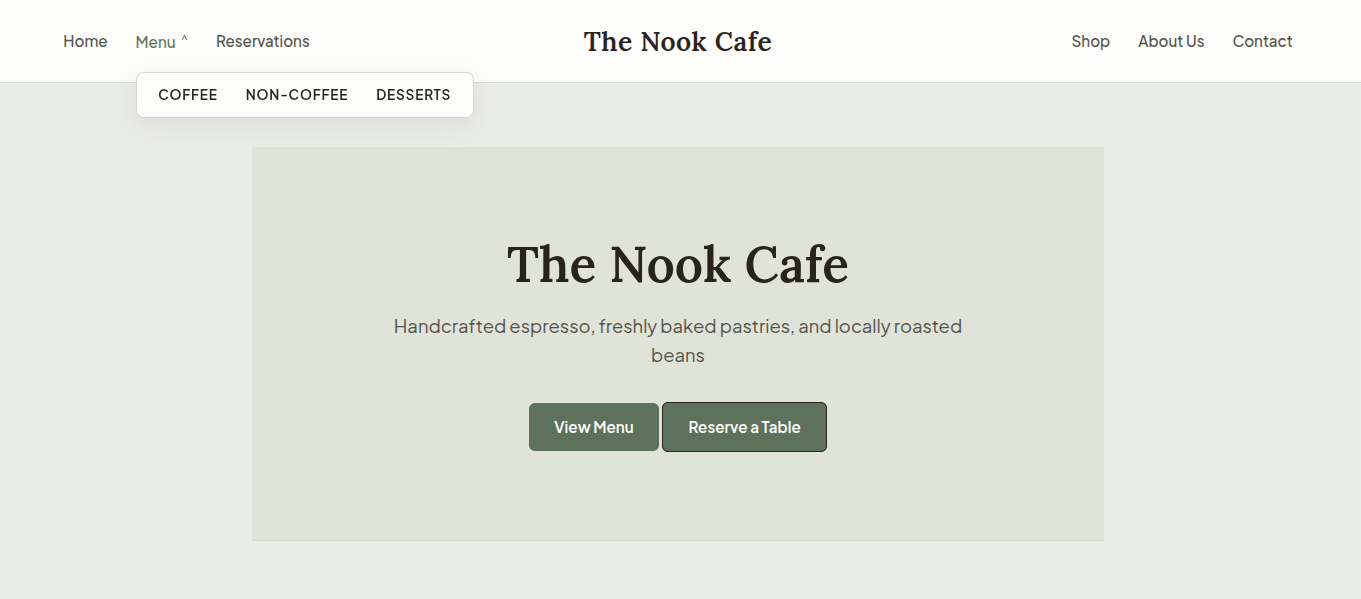 Home Menu ^ Reservations The Nook Cafe Shop About Us Contact
COFFEE NON-COFFEE DESSERTS
The Nook Cafe
Handcrafted espresso, freshly baked pastries, and locally roasted
beans
View Menu Reserve a Table